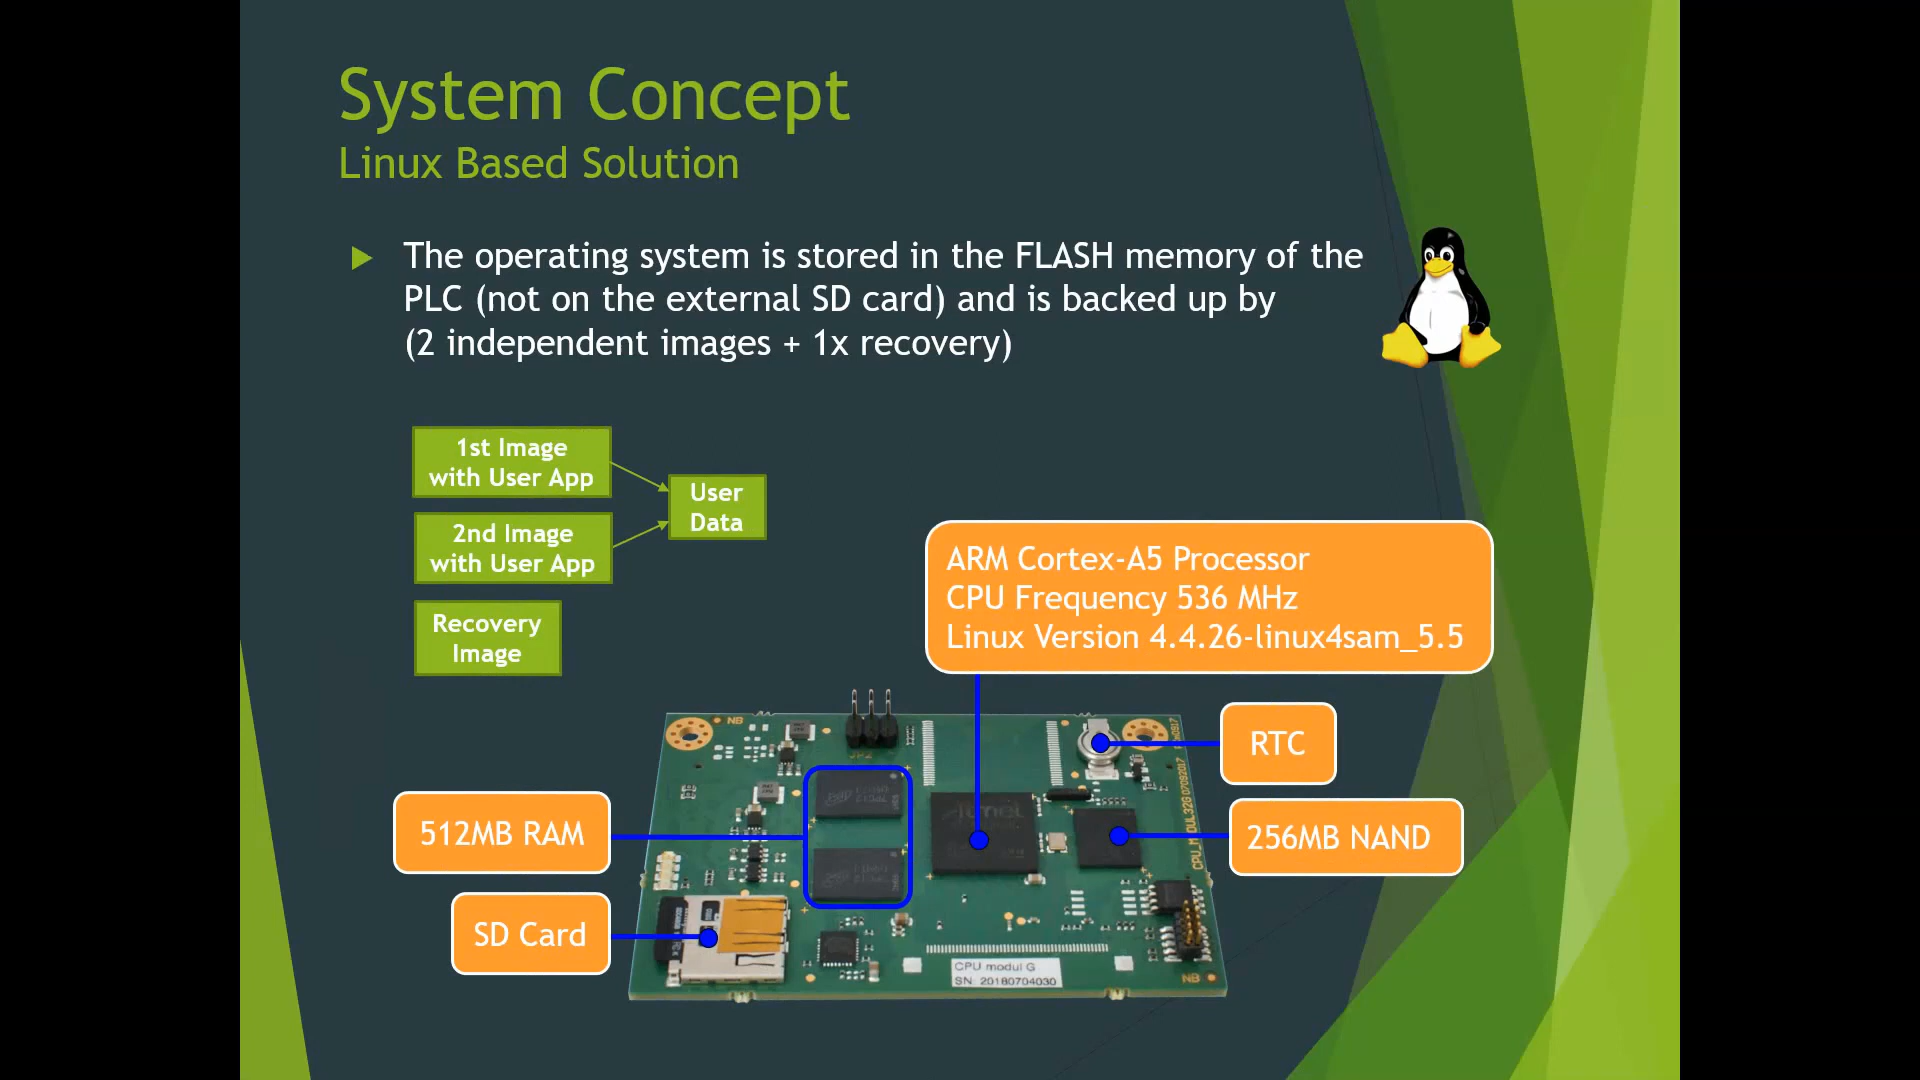 System Concept
Linux Based Solution
The operating system is stored in the FLASH memory of the
PLC (not on the external SD card) and is backed up by
(2 independent images + 1x recovery)
1st Image
with User App
User
Data
2nd Image
with User App
Recovery
Image
ARM Cortex-A5 Processor
CPU Frequency 536 MHz
Linux Version 4.4.26-linux4sam_5.5
RTC
512MB RAM
256MB NAND
SD Card
NB
Atmel
CPU modul G
SN: 20180704030
NB